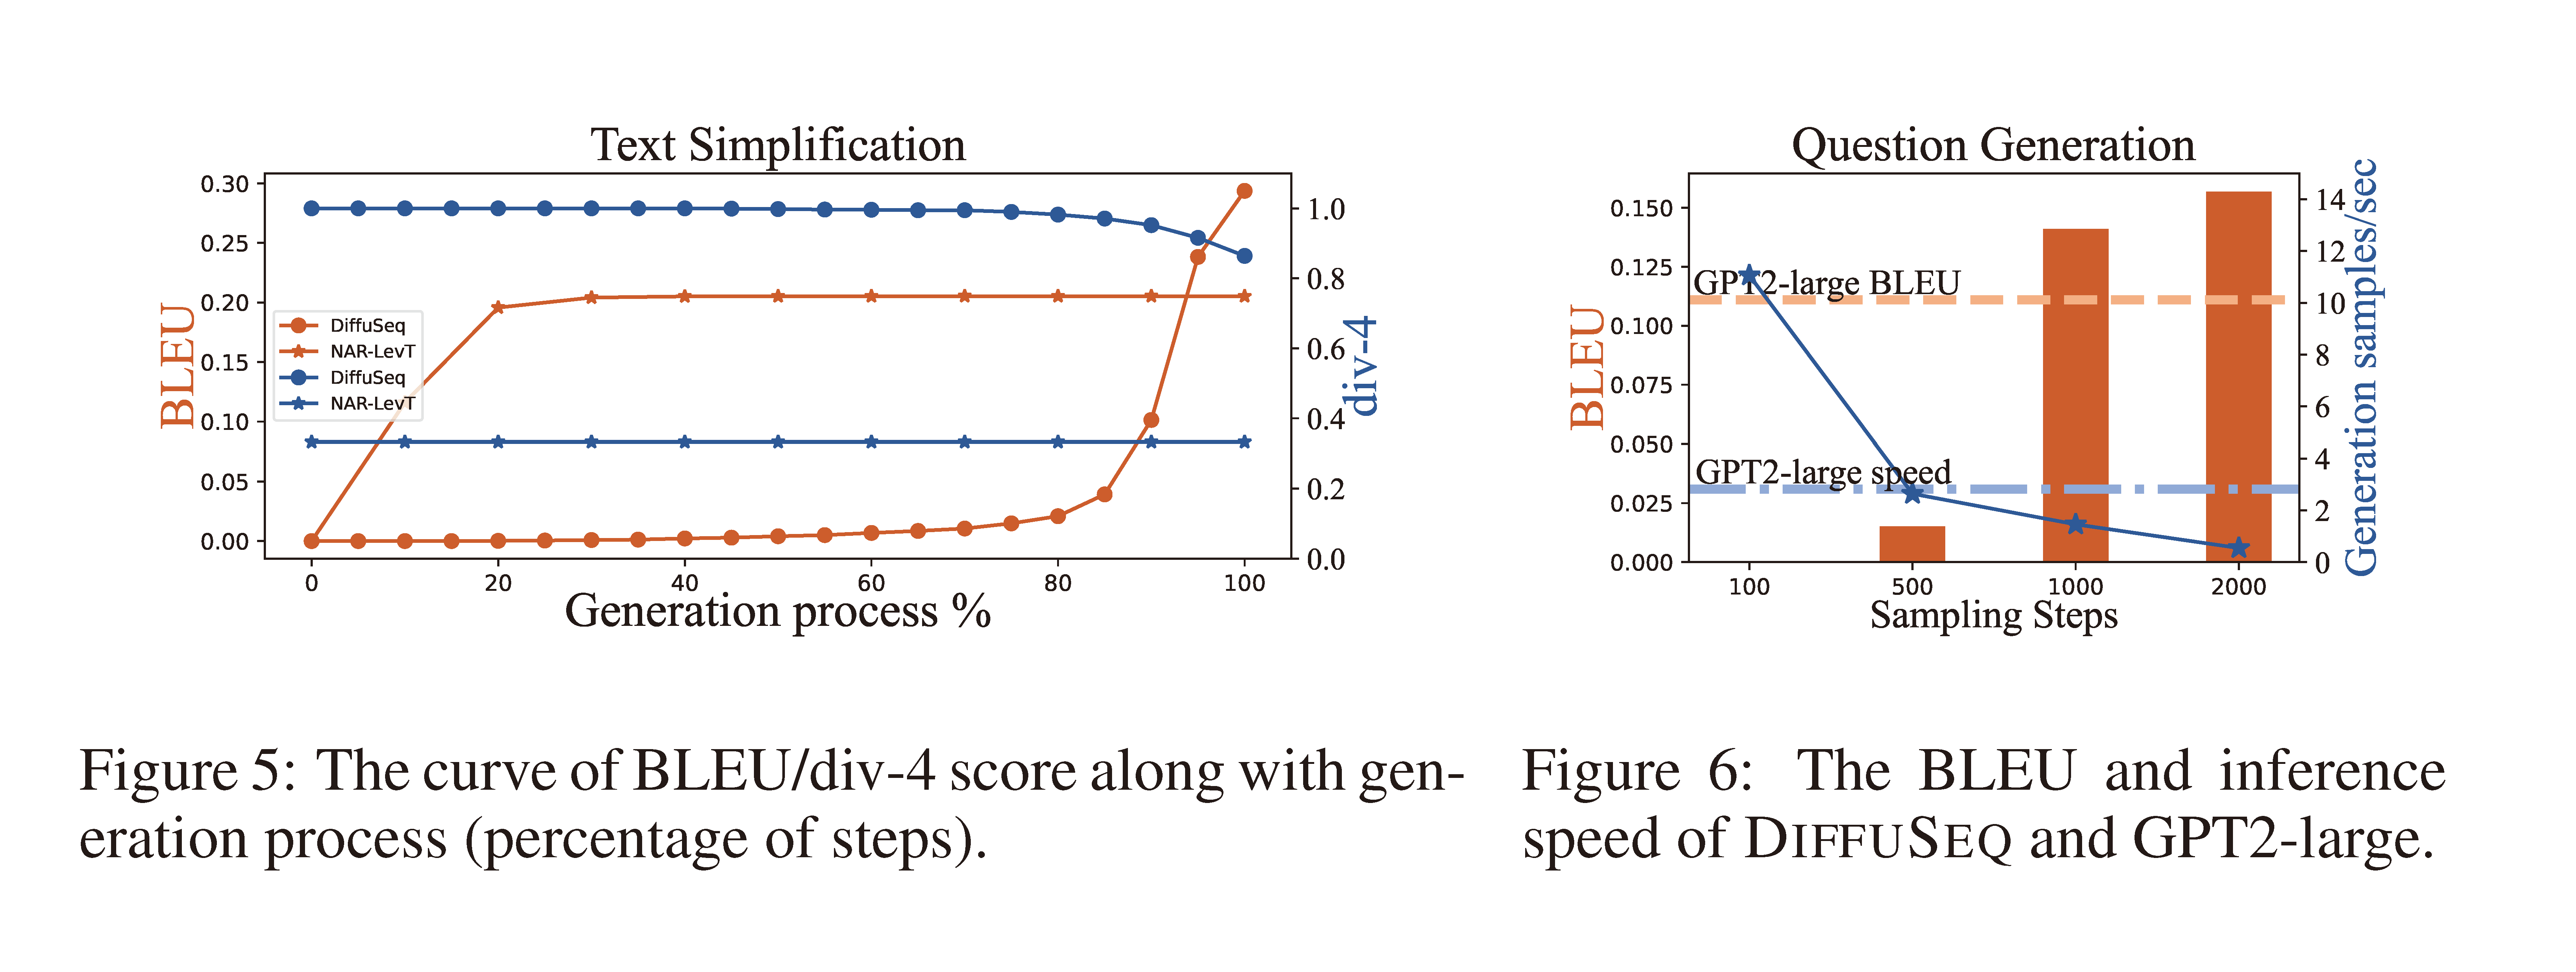 Text Simplification
0.30
0.25
0.20
0.15
0.10
0.05
0.00
BLEU
DiffuSeq
NAR-LevT
DiffuSeq
NAR-LevT
1.0
0.8
0.6
0.4
0.2
0.0
div-4
0 20 40 60 80 100
Generation process %
Figure 5: The curve of BLEU/div-4 score along with gen-
eration process (percentage of steps).
Question Generation
0.150
0.125
0.100
0.075
0.050
0.025
0.000
BLEU
GPT2-large BLEU
GPT2-large speed
14
12
10
8
6
4
2
0
Generation samples/sec
100 500 1000 2000
Sampling Steps
Figure 6: The BLEU and inference
speed of DIFFUSEQ and GPT2-large.